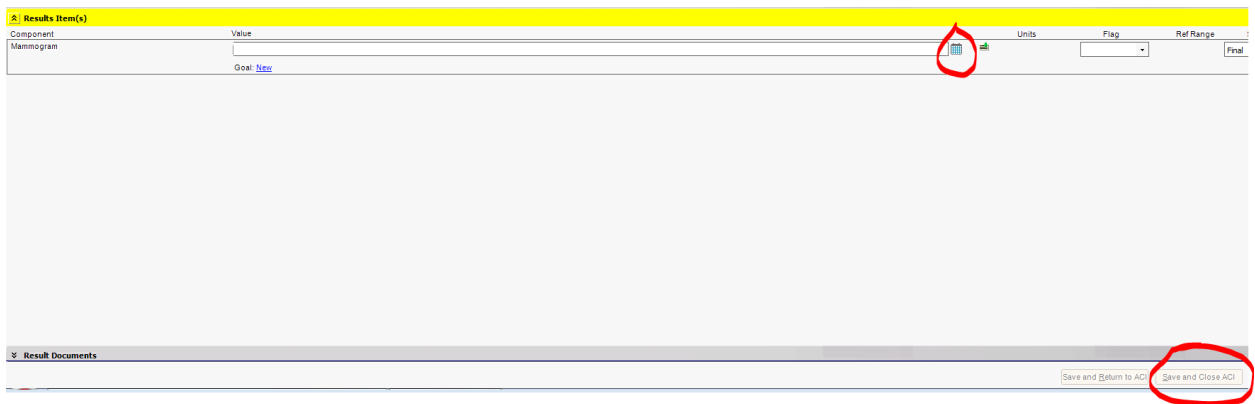 Results Item(s)
Component Value Units Flag Ref Range
Mammogram Final
Goal: New
Result Documents
Save and Return to ACI Save and Close ACI